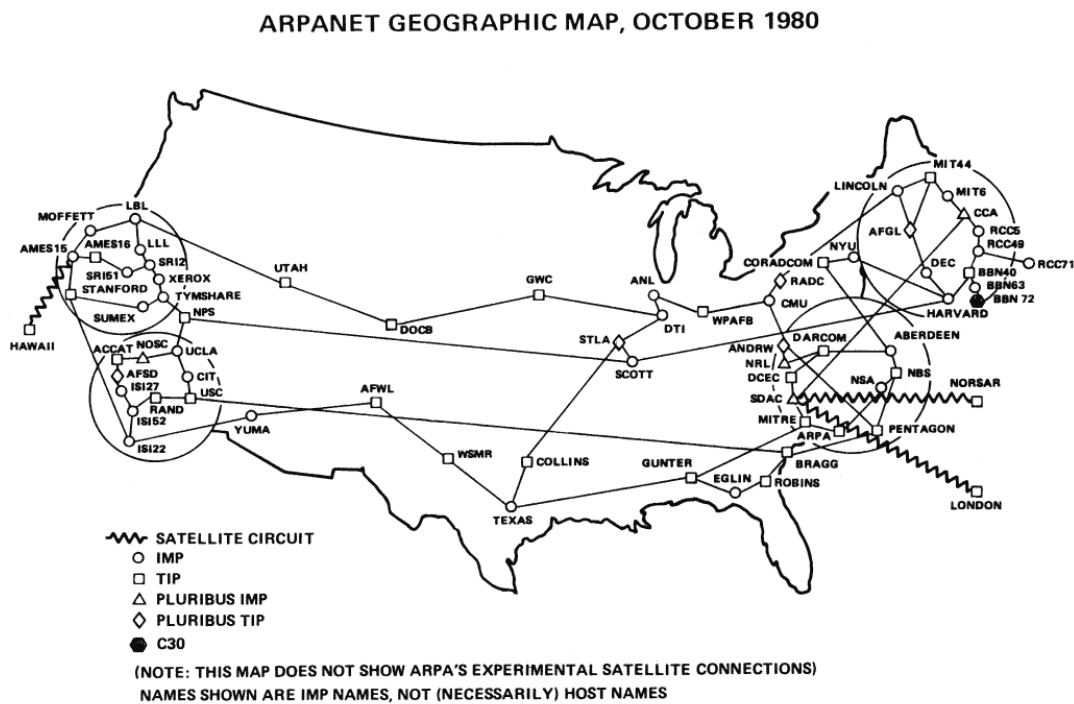 ARPANET GEOGRAPHIC MAP, OCTOBER 1980
MIT44
LINCOLN
MIT6
CCA
AFGL
RCC5
RCC49
RCC71
DEC
BBN40
BBN63
BBN 72
HARVARD
NYU
CORADCOM
RADC
CMU
LBL
MOFFETT
AMES15
AMES16
LLL
SRI2
SRI51
XEROX
STANFORD
TYMSHARE
SUMEX
NPS
HAWAII
UTAH
DOCB
GWC
ANL
DTI
WPAFB
STLA
SCOTT
ANDRW
DARCOM
ABERDEEN
NRL
DCEC
NSA
NBS
SDAC
NORSAR
MITRE
ARPA
PENTAGON
BRAGG
LONDON
ACCAT
NOSC
UCLA
AFSD
ISI27
CIT
RAND
USC
ISI52
ISI22
YUMA
AFWL
WSMR
COLLINS
TEXAS
GUNTER
EGLIN
ROBINS
SATELLITE CIRCUIT
IMP
TIP
PLURIBUS IMP
PLURIBUS TIP
C30
(NOTE: THIS MAP DOES NOT SHOW ARPA'S EXPERIMENTAL SATELLITE CONNECTIONS)
NAMES SHOWN ARE IMP NAMES, NOT (NECESSARILY) HOST NAMES